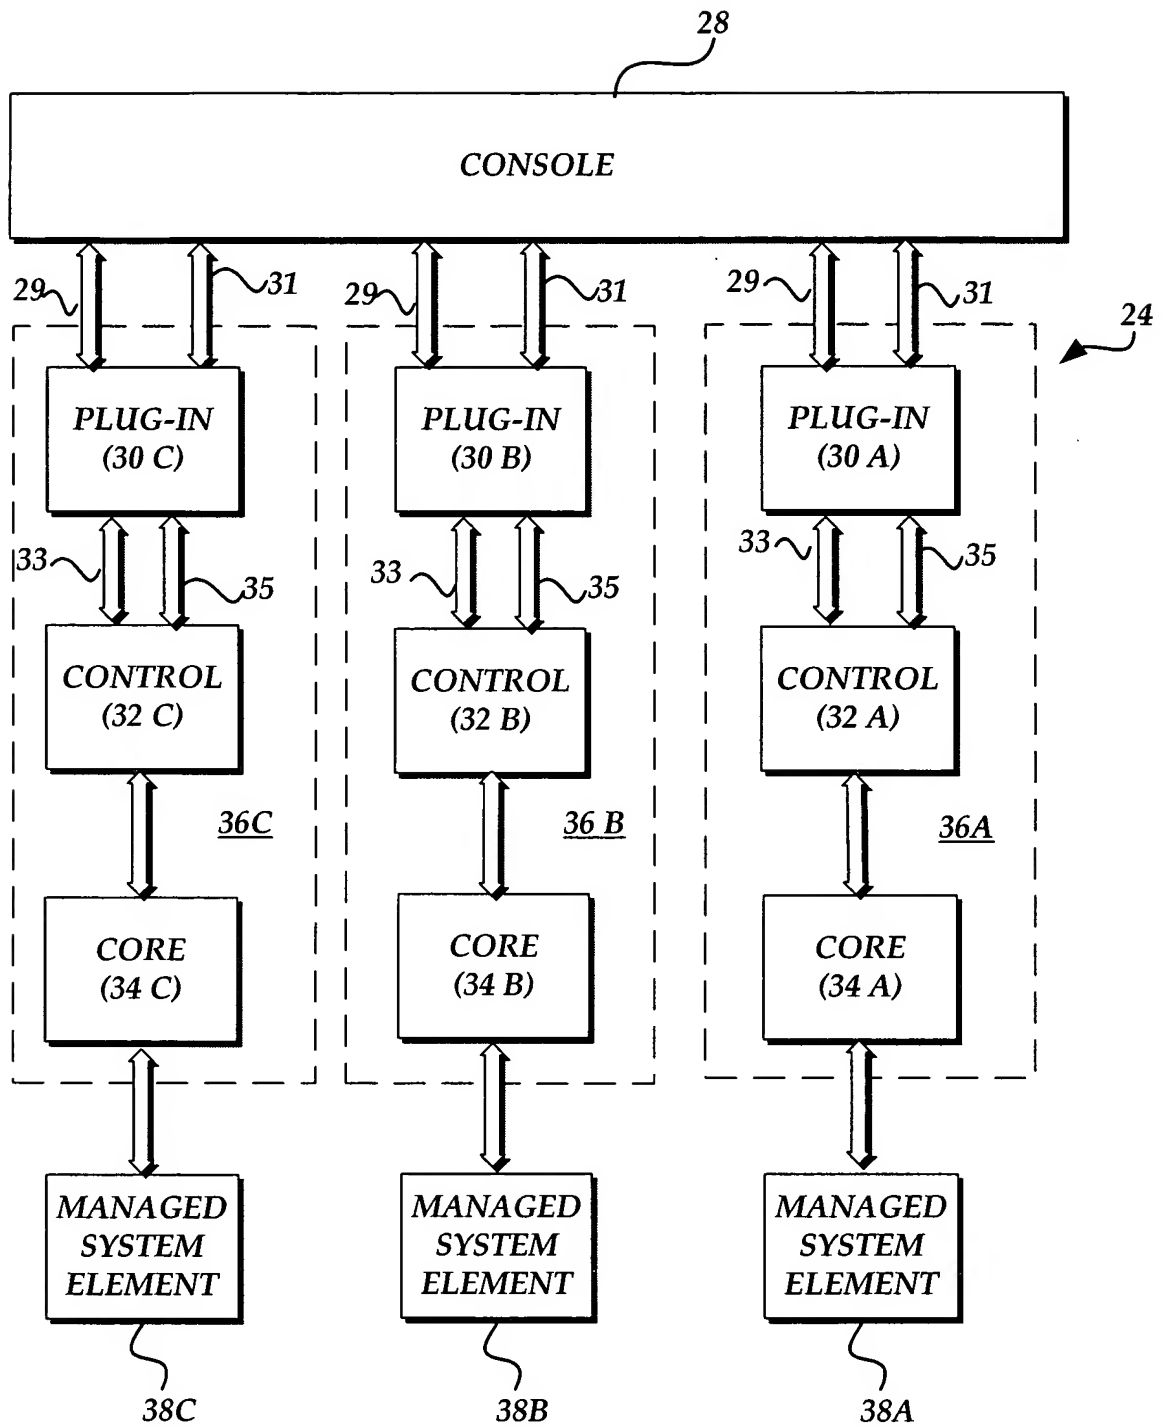 28
CONSOLE
29
31
29
31
29
31
24
PLUG-IN
(30 C)
PLUG-IN
(30 B)
PLUG-IN
(30 A)
33
35
33
35
33
35
CONTROL
(32 C)
CONTROL
(32 B)
CONTROL
(32 A)
36C
36 B
36A
CORE
(34 C)
CORE
(34 B)
CORE
(34 A)
MANAGED
SYSTEM
ELEMENT
MANAGED
SYSTEM
ELEMENT
MANAGED
SYSTEM
ELEMENT
38C
38B
38A